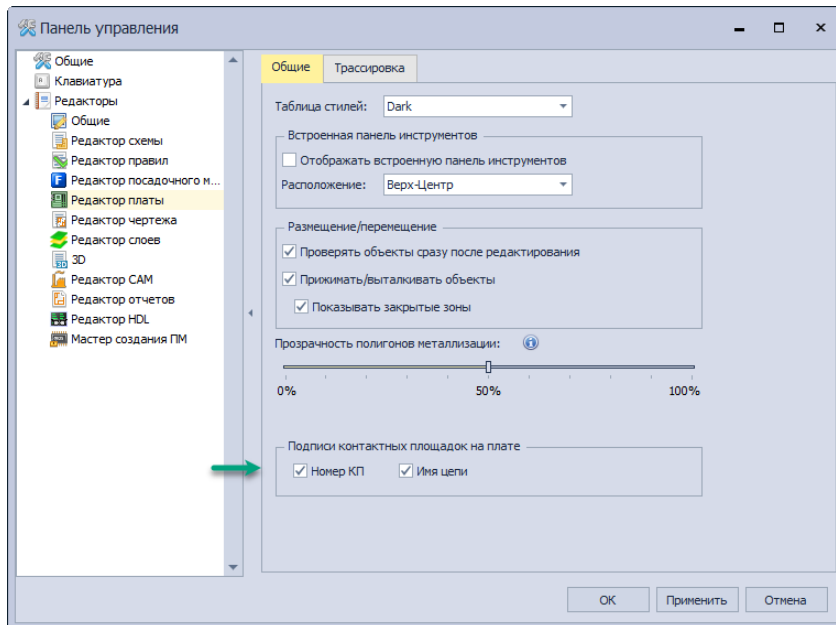 Панель управления
Общие
Клавиатура
Редакторы
Общие
Редактор схемы
Редактор правил
Редактор посадочного м...
Редактор платы
Редактор чертежа
Редактор слоев
3D
Редактор CAM
Редактор отчетов
Редактор HDL
Мастер создания ПМ
Общие Трассировка
Таблица стилей: Dark
Встроенная панель инструментов
Отображать встроенную панель инструментов
Расположение: Верх-Центр
Размещение/перемещение
Проверять объекты сразу после редактирования
Прижимать/выталкивать объекты
Показывать закрытые зоны
Прозрачность полигонов металлизации:
0% 50% 100%
Подписи контактных площадок на плате
Номер КП Имя цепи
ОК Применить Отмена